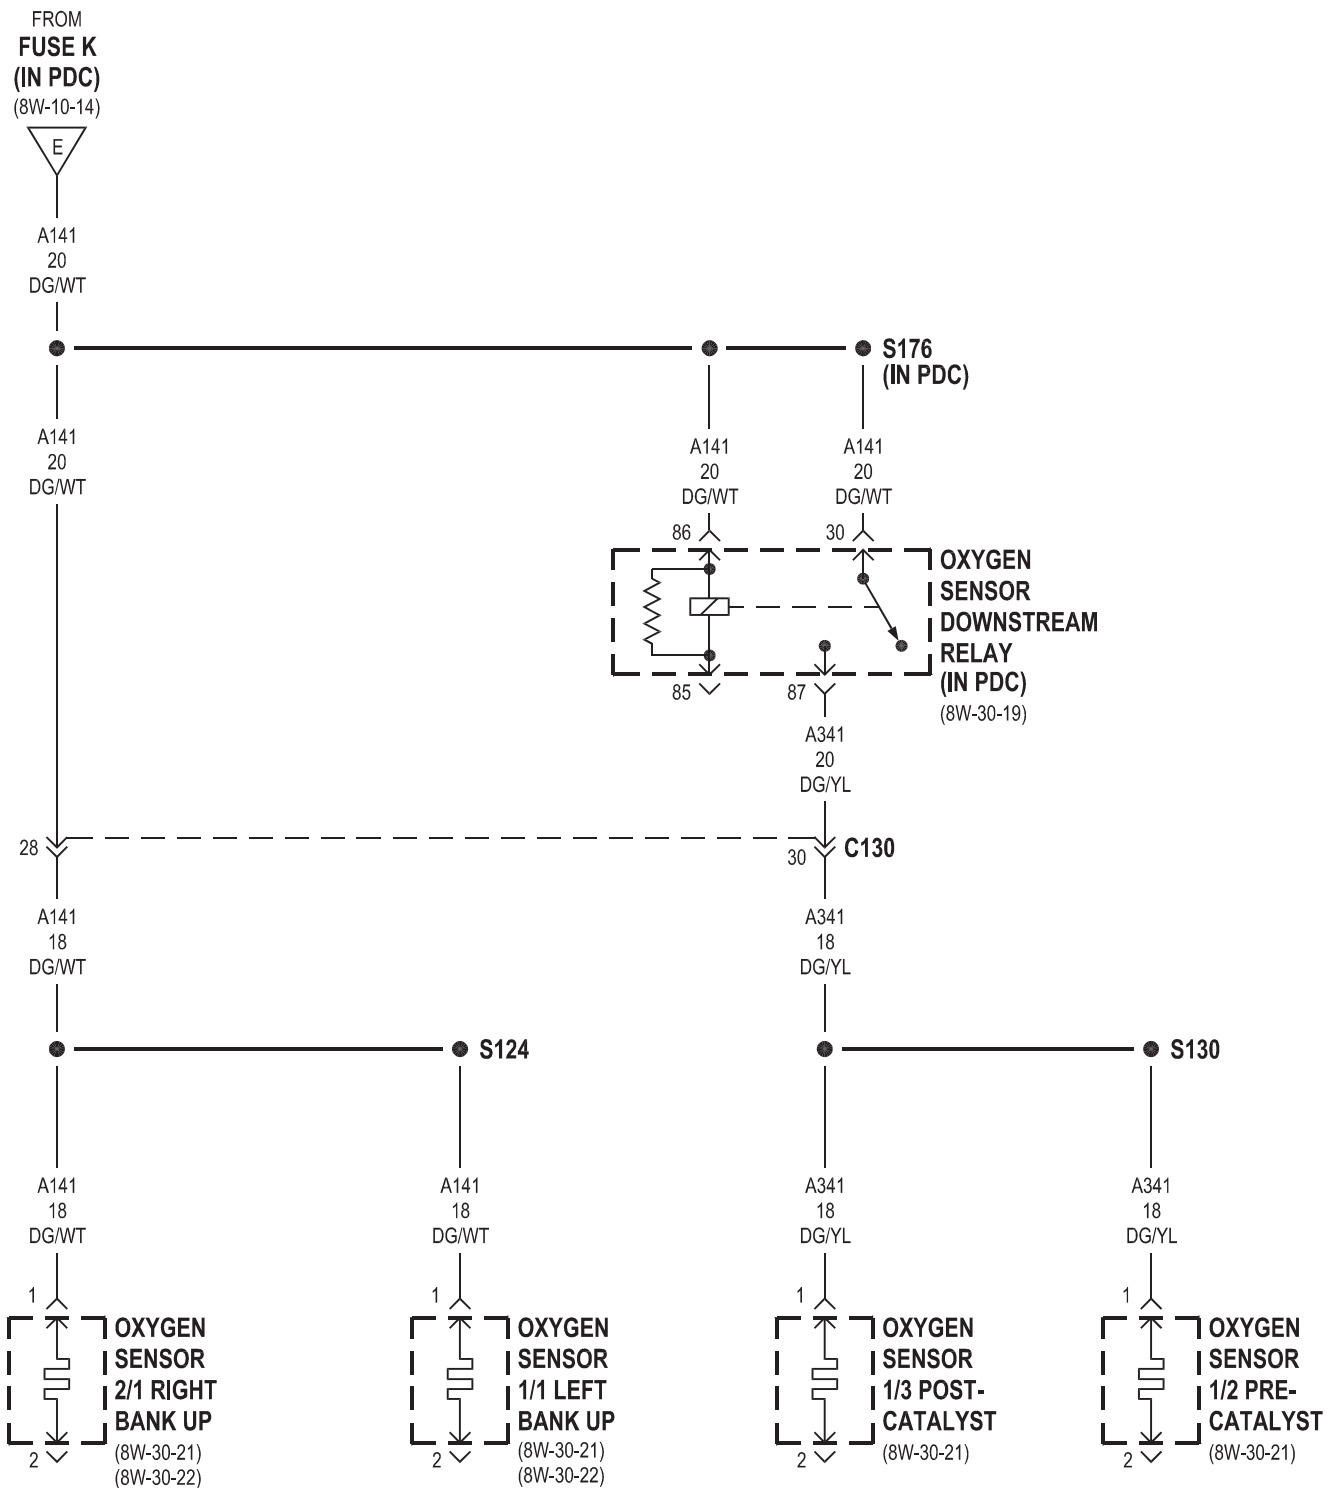 FROM
FUSE K
(IN PDC)
(8W-10-14)
E
A141
20
DG/WT
S176
(IN PDC)
A141
20
DG/WT
A141
20
DG/WT
A141
20
DG/WT
86
30
OXYGEN
SENSOR
DOWNSTREAM
RELAY
(IN PDC)
(8W-30-19)
85
87
A341
20
DG/YL
28
30
C130
A141
18
DG/WT
A341
18
DG/YL
S124
S130
A141
18
DG/WT
A141
18
DG/WT
A341
18
DG/YL
A341
18
DG/YL
1
OXYGEN
SENSOR
2/1 RIGHT
BANK UP
(8W-30-21)
(8W-30-22)
2
1
OXYGEN
SENSOR
1/1 LEFT
BANK UP
(8W-30-21)
(8W-30-22)
2
1
OXYGEN
SENSOR
1/3 POST-
CATALYST
(8W-30-21)
2
1
OXYGEN
SENSOR
1/2 PRE-
CATALYST
(8W-30-21)
2